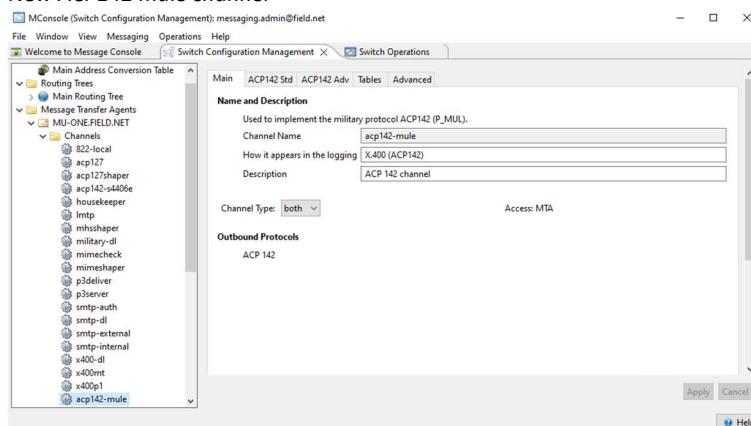 MConsole (Switch Configuration Management): messaging.admin@field.net
File Window View Messaging Operations Help
Welcome to Message Console Switch Configuration Management Switch Operations
Main Address Conversion Table
Routing Trees
Main Routing Tree
Message Transfer Agents
MU-ONE.FIELD.NET
Channels
822-local
acp127
acp127shaper
acp142-s4406e
housekeeper
lmtp
mhsshaper
military-dl
mimecheck
mimeshaper
p3deliver
p3server
smtp-auth
smtp-dl
smtp-external
smtp-internal
x400-dl
x400mt
x400p1
acp142-mule
Main ACP142 Std ACP142 Adv Tables Advanced
Name and Description
Used to implement the military protocol ACP142 (P_MUL).
Channel Name acp142-mule
How it appears in the logging X.400 (ACP142)
Description ACP 142 channel
Channel Type: both Access: MTA
Outbound Protocols
ACP 142
Apply Cancel